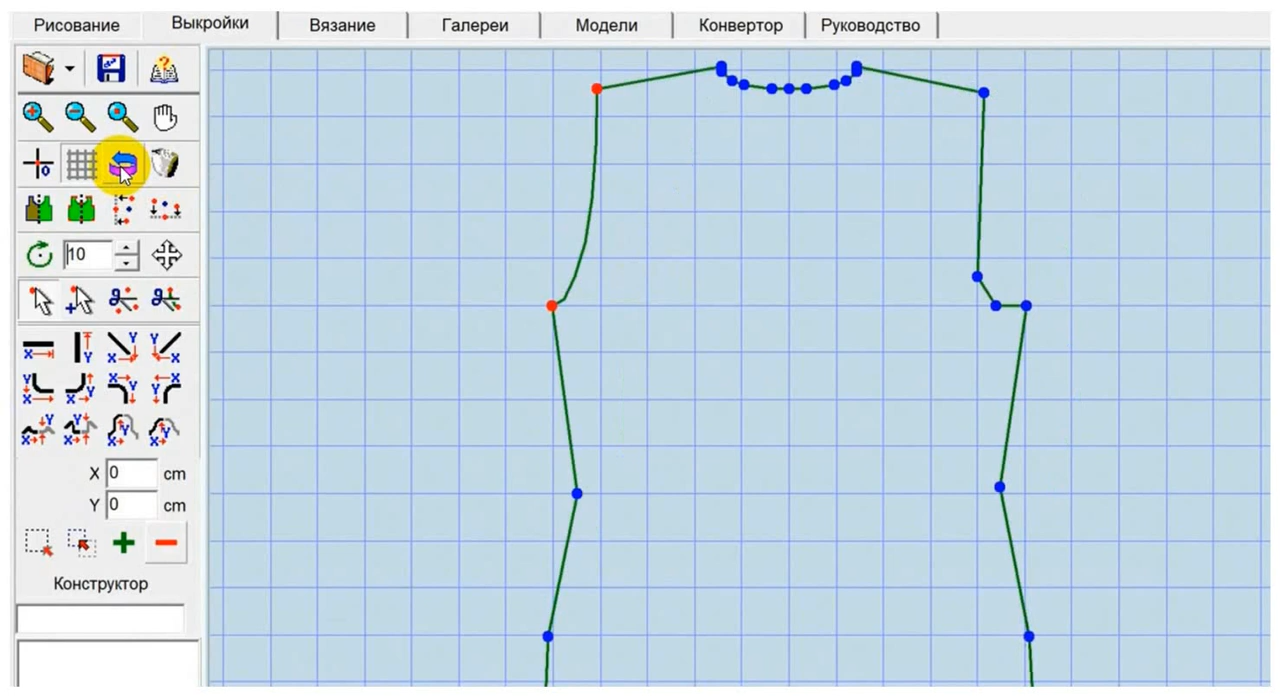 Рисование Выкройки Вязание Галереи Модели Конвертор Руководство
10
X 0 cm
Y 0 cm
Конструктор